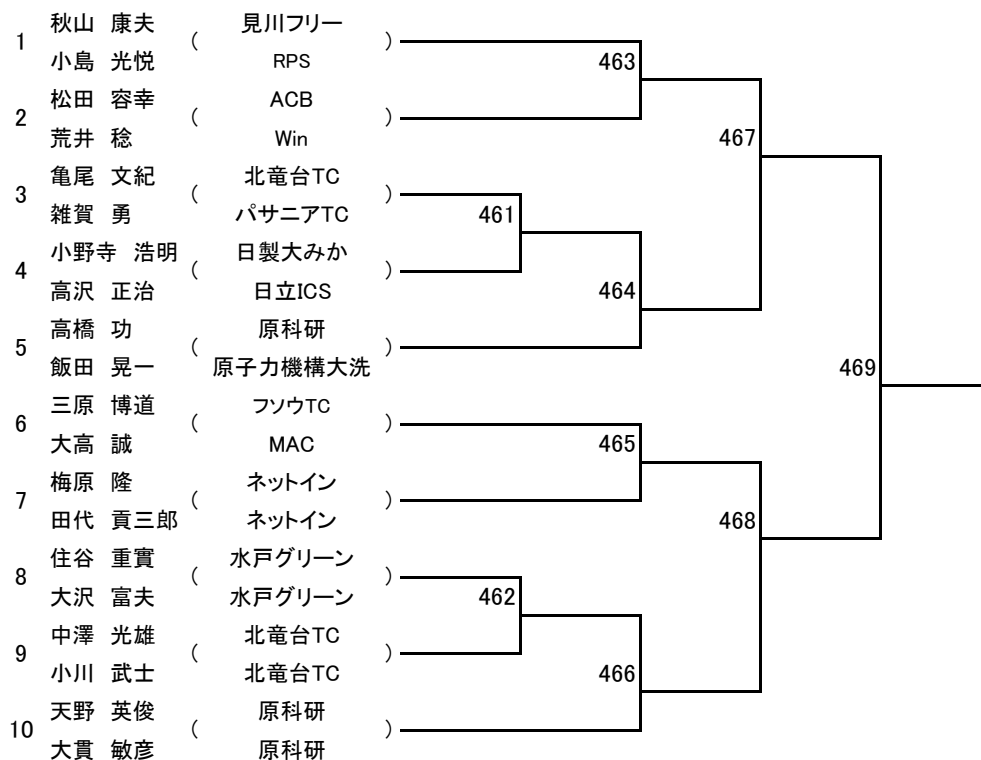 秋山 康夫 見川フリー
1 ( )
小島 光悦 RPS 463
松田 容幸 ACB
2 ( ) 467
荒井 稔 Win
亀尾 文紀 北竜台TC
3 ( )
雑賀 勇 パサニアTC 461
小野寺 浩明 日製大みか
4 ( )
高沢 正治 日立ICS 464
高橋 功 原科研
5 ( )
飯田 晃一 原子力機構大洗 469
三原 博道 フソウTC
6 ( )
大高 誠 MAC 465
梅原 隆 ネットイン
7 ( )
田代 貢三郎 ネットイン 468
住谷 重實 水戸グリーン
8 ( )
大沢 富夫 水戸グリーン 462
中澤 光雄 北竜台TC
9 ( )
小川 武士 北竜台TC 466
天野 英俊 原科研
10 ( )
大貫 敏彦 原科研